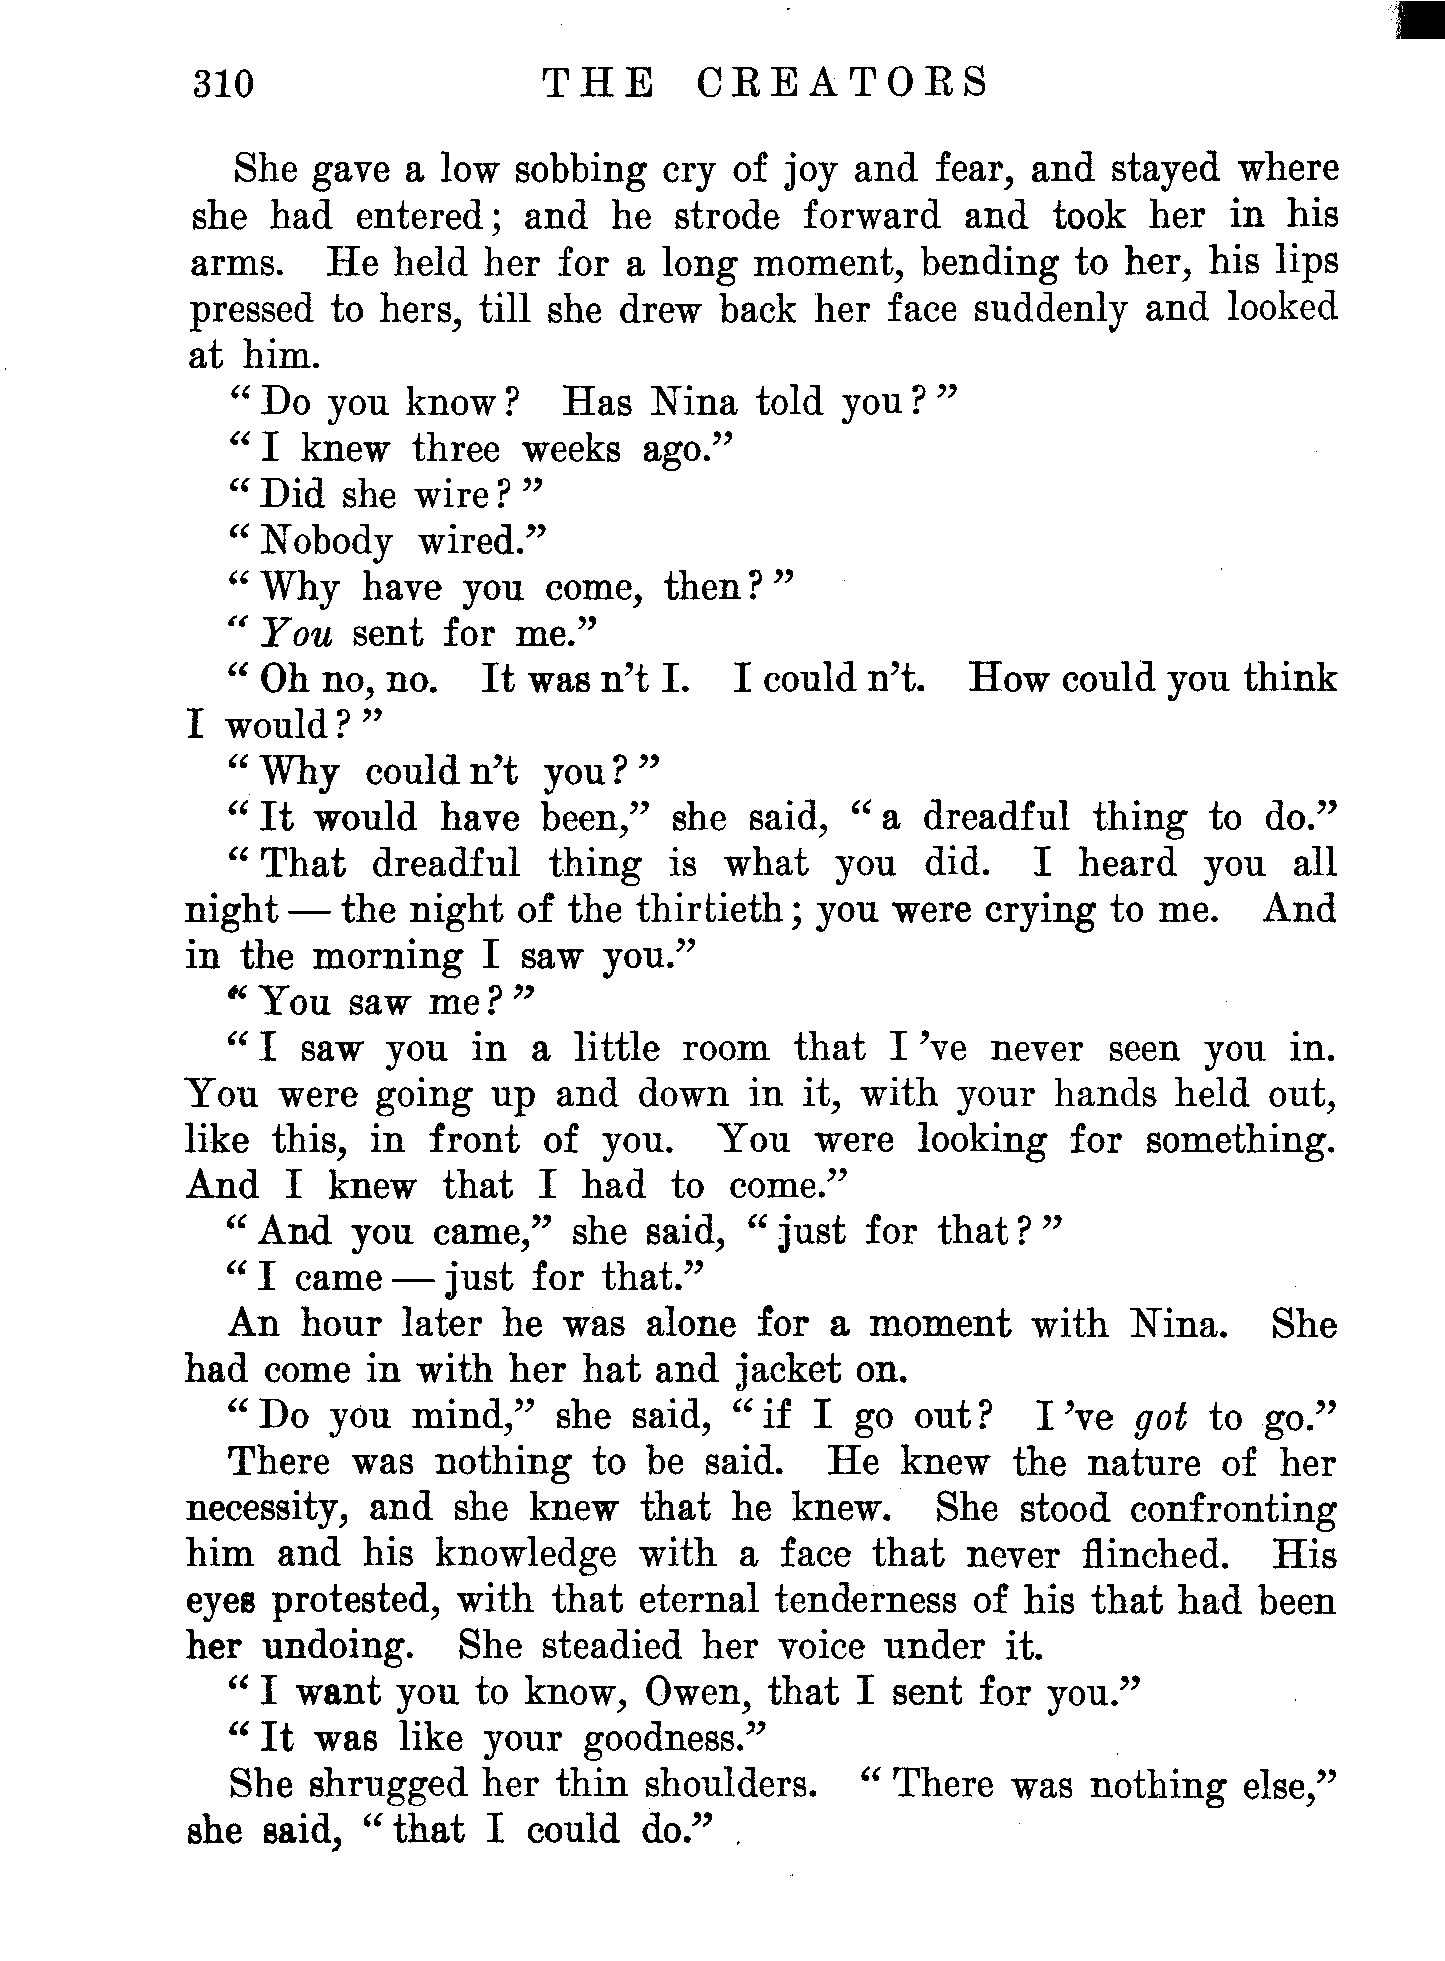 310 THE CREATORS
She gave a low sobbing cry of joy and fear, and stayed where
she had entered; and he strode forward and took her in his
arms. He held her for a long moment, bending to her, his lips
pressed to hers, till she drew back her face suddenly and looked
at him.
“Do you know? Has Nina told you?”
“I knew three weeks ago.”
“Did she wire?”
“Nobody wired.”
“Why have you come, then?”
“You sent for me.”
“Oh no, no. It was n’t I. I could n’t. How could you think
I would?”
“Why could n’t you?”
“It would have been,” she said, “a dreadful thing to do.”
“That dreadful thing is what you did. I heard you all
night — the night of the thirtieth; you were crying to me. And
in the morning I saw you.”
“You saw me?”
“I saw you in a little room that I ’ve never seen you in.
You were going up and down in it, with your hands held out,
like this, in front of you. You were looking for something.
And I knew that I had to come.”
“And you came,” she said, “just for that?”
“I came — just for that.”
An hour later he was alone for a moment with Nina. She
had come in with her hat and jacket on.
“Do you mind,” she said, “if I go out? I ’ve got to go.”
There was nothing to be said. He knew the nature of her
necessity, and she knew that he knew. She stood confronting
him and his knowledge with a face that never flinched. His
eyes protested, with that eternal tenderness of his that had been
her undoing. She steadied her voice under it.
“I want you to know, Owen, that I sent for you.”
“It was like your goodness.”
She shrugged her thin shoulders. “There was nothing else,”
she said, “that I could do.”